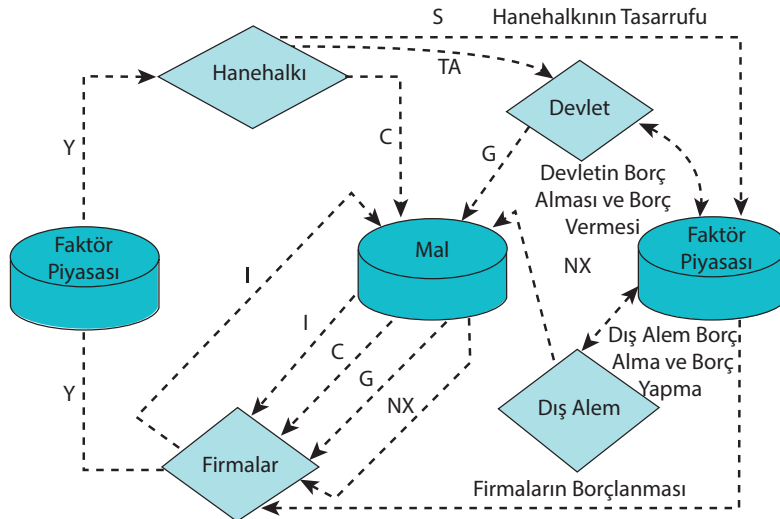 S Hanehalkının Tasarrufu
Hanehalkı
TA
Devlet
Y
C
G
Devletin Borç
Alması ve Borç
Vermesi
Faktör
Piyasası
I
Mal
NX
Faktör
Piyasası
I
C
G
NX
Dış Alem Borç
Alma ve Borç
Yapma
Y
Dış Alem
Firmalar
Firmaların Borçlanması